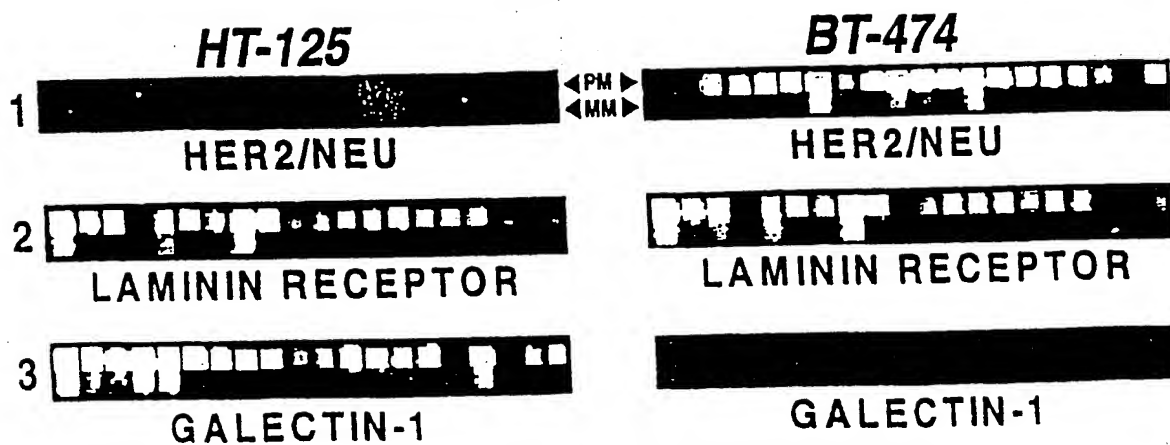 HT-125 BT-474
1 ◄PM►
◄MM►
HER2/NEU HER2/NEU
2
LAMININ RECEPTOR LAMININ RECEPTOR
3
GALECTIN-1 GALECTIN-1